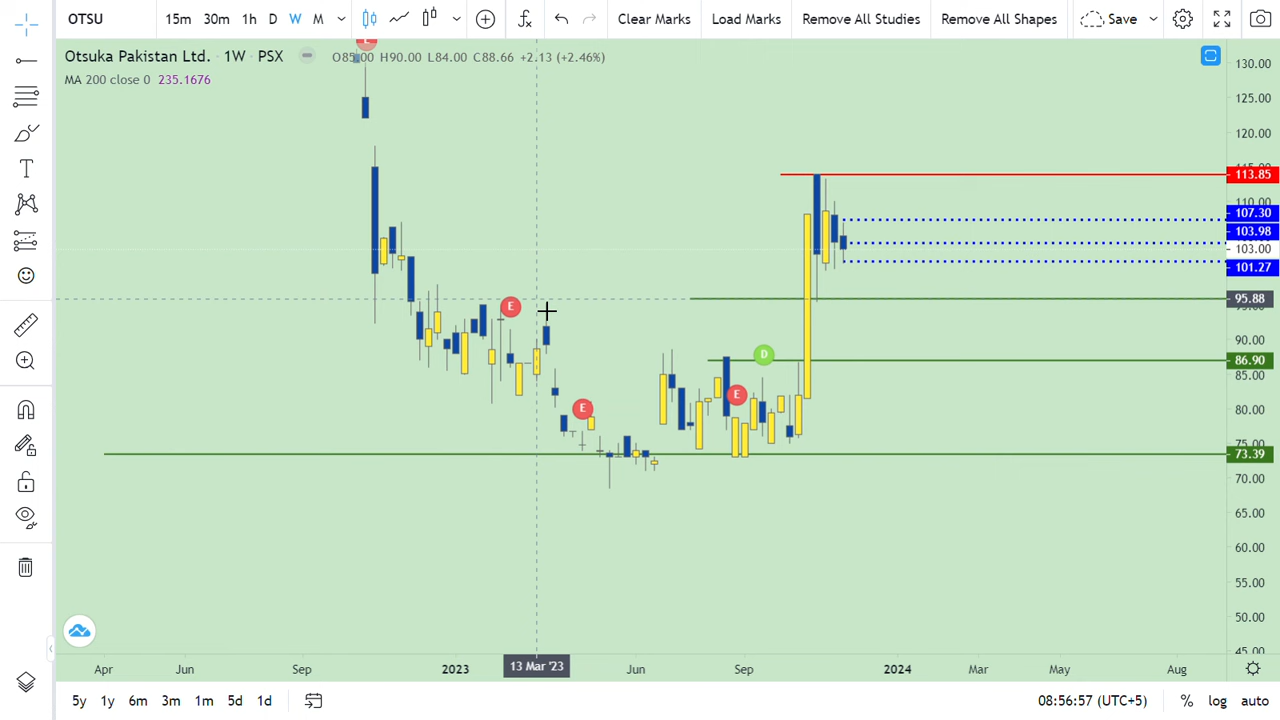 OTSU 15m 30m 1h D W M Clear Marks Load Marks Remove All Studies Remove All Shapes Save
Otsuka Pakistan Ltd. 1W PSX O85.00 H90.00 L84.00 C88.66 +2.13 (+2.46%)
MA 200 close 0 235.1676
130.00
125.00
120.00
113.85
110.00
107.30
103.98
103.00
101.27
95.88
90.00
86.90
85.00
80.00
75.00
73.39
70.00
65.00
60.00
55.00
50.00
45.00
E
E
D
E
E
Apr Jun Sep 2023 13 Mar '23 Jun Sep 2024 Mar May Aug
5y 1y 6m 3m 1m 5d 1d 08:56:57 (UTC+5) % log auto